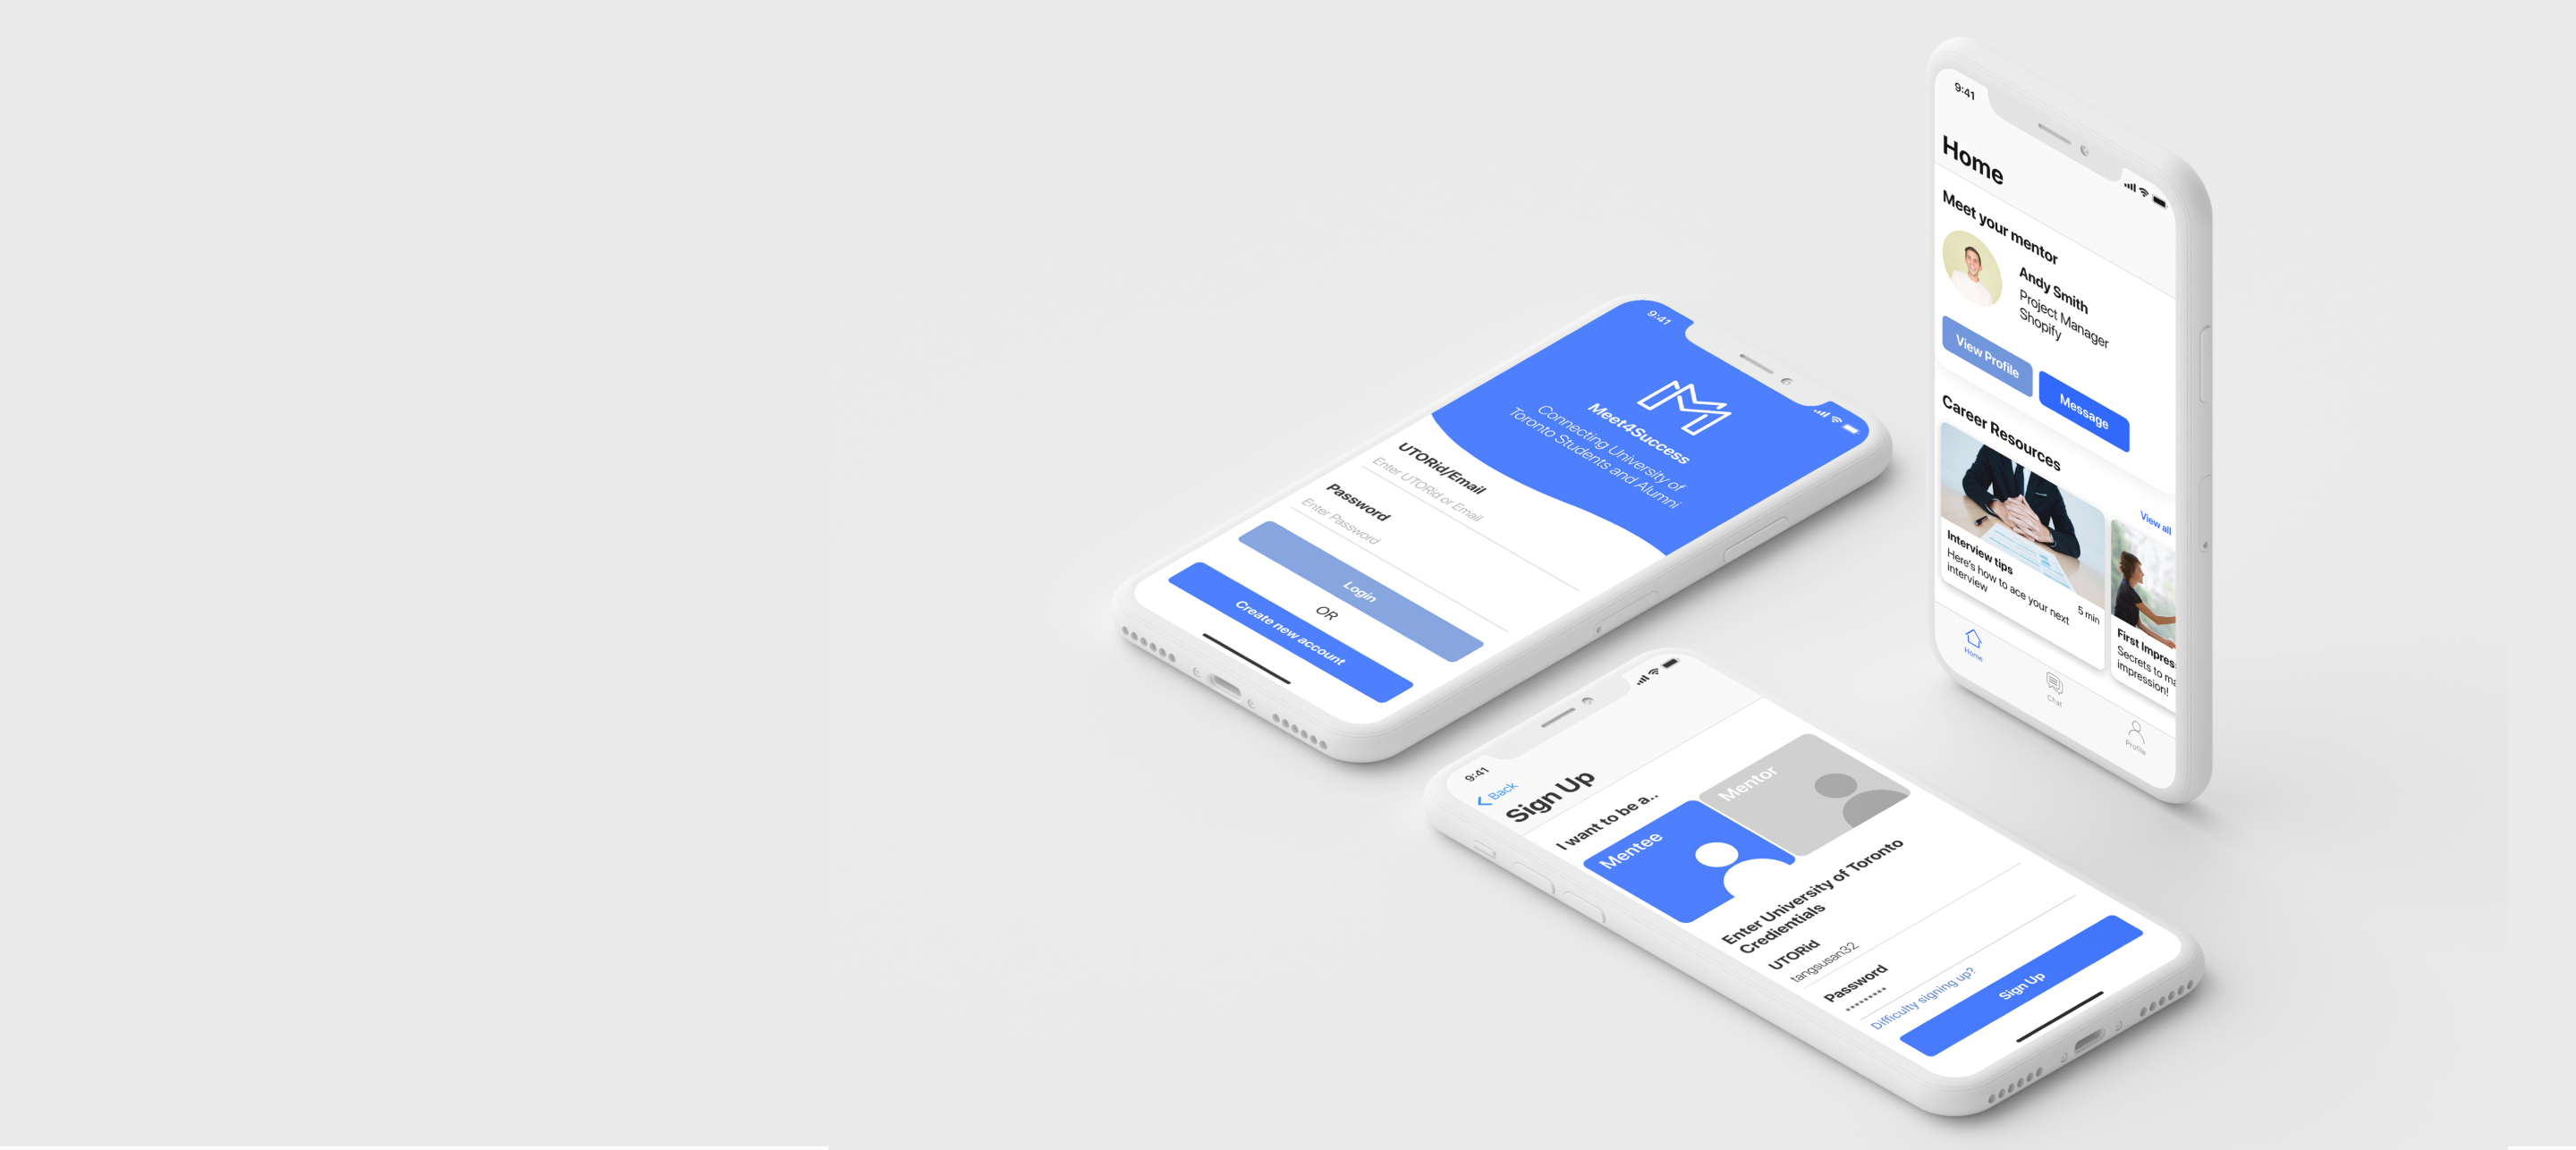 9:41
Meet4Success
Connecting University of
Toronto Students and Alumni
UTORid/Email
Enter UTORid or Email
Password
Enter Password
Login
OR
Create new account
9:41
Back
Sign Up
I want to be a..
Mentee
Mentor
Enter University of Toronto
Credientials
UTORid
tangsusan32
Password
Difficulty signing up?
Sign Up
9:41
Home
Meet your mentor
Andy Smith
Project Manager
Shopify
View Profile
Message
Career Resources
View all
Interview tips
Here's how to ace your next
interview
5 min
First Impres
Secrets to ma
impression!
Home
Chat
Profile